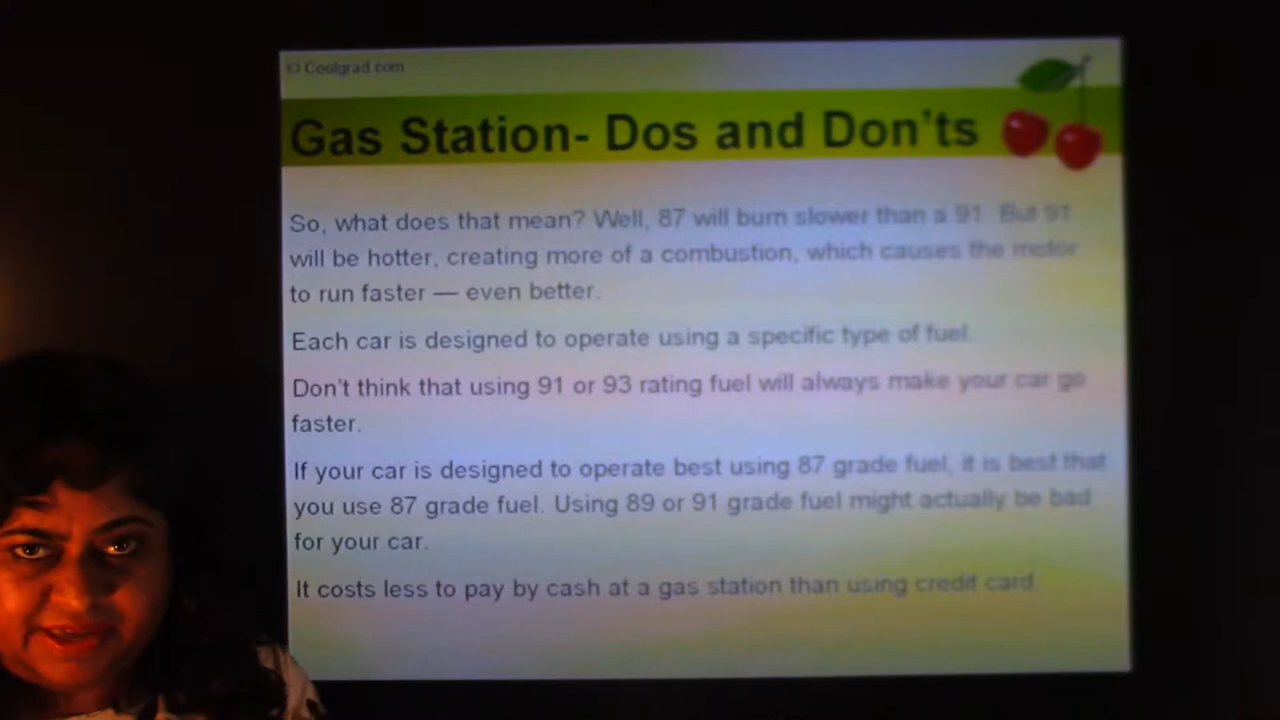 © Coolgrad.com
Gas Station- Dos and Don'ts
So, what does that mean? Well, 87 will burn slower than a 91. But 91
will be hotter, creating more of a combustion, which causes the motor
to run faster — even better.
Each car is designed to operate using a specific type of fuel.
Don't think that using 91 or 93 rating fuel will always make your car go
faster.
If your car is designed to operate best using 87 grade fuel, it is best that
you use 87 grade fuel. Using 89 or 91 grade fuel might actually be bad
for your car.
It costs less to pay by cash at a gas station than using credit card.